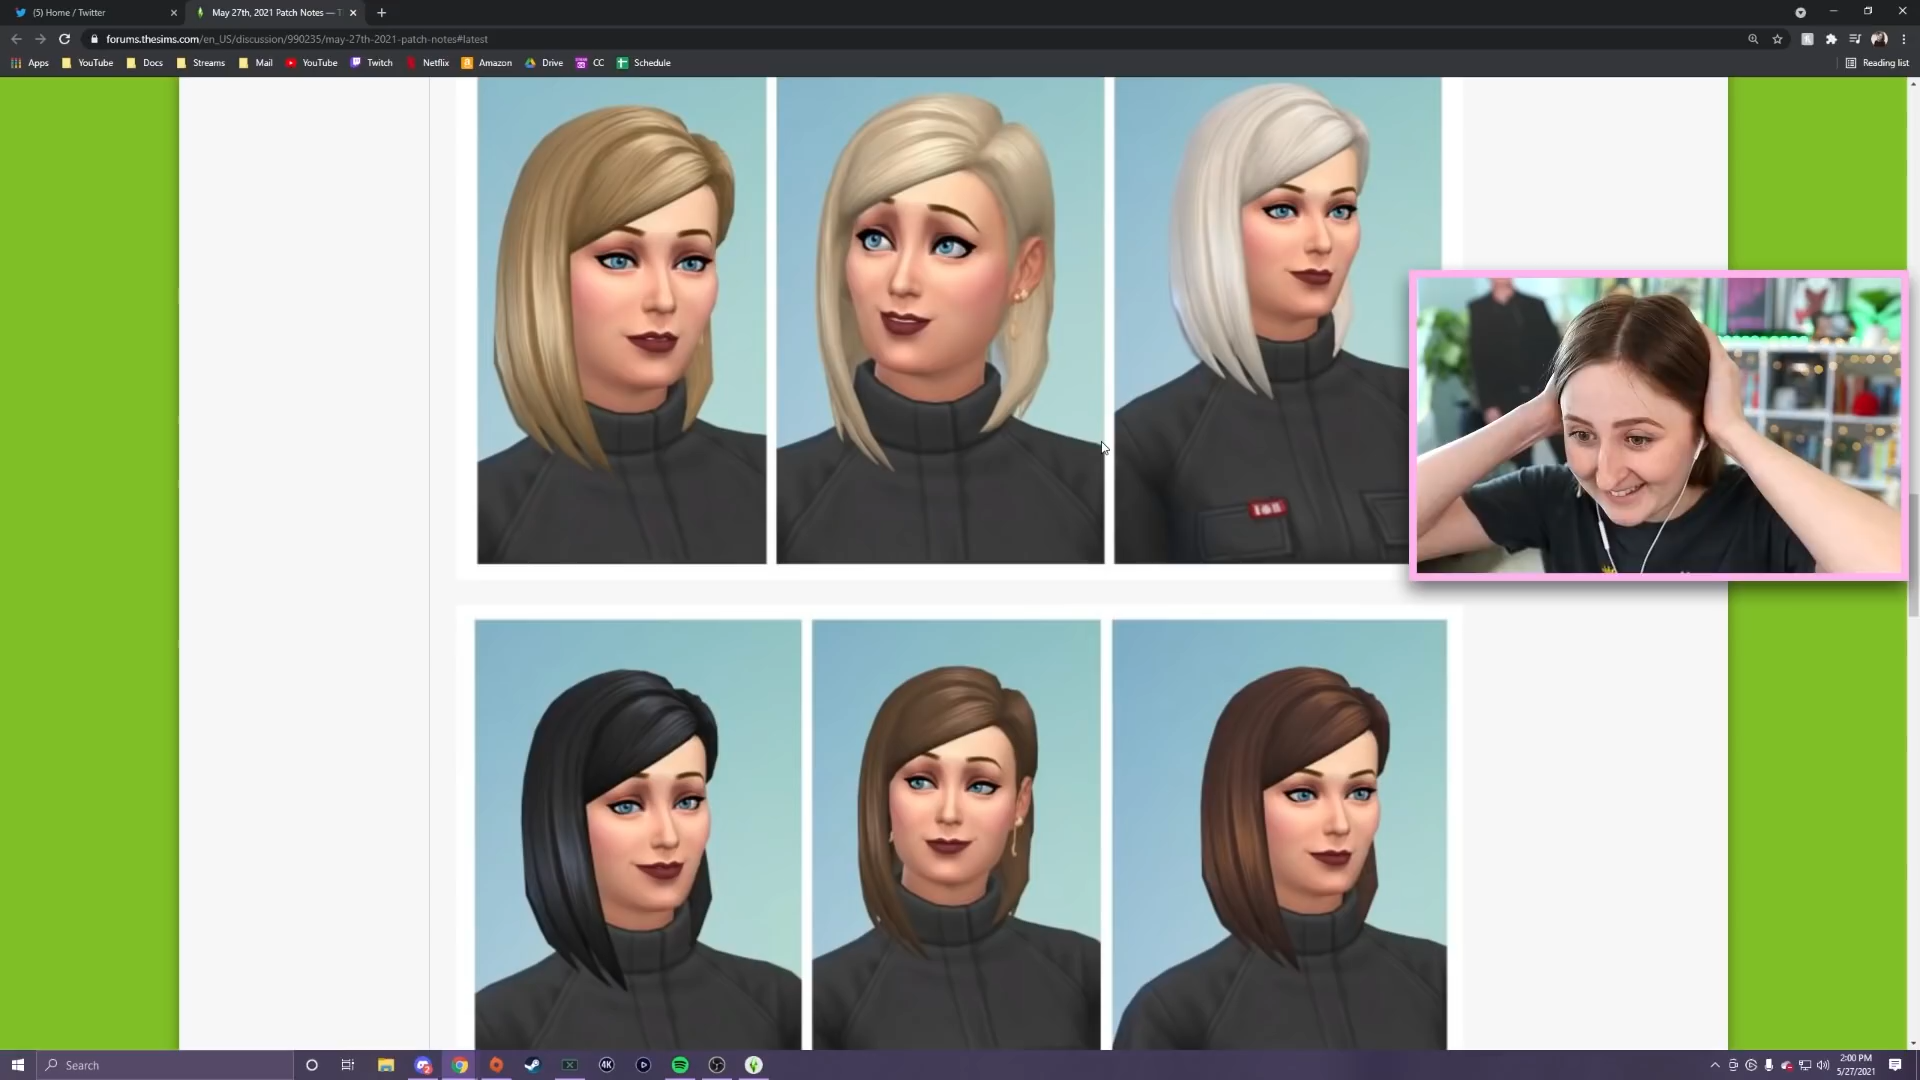 (5) Home / Twitter
May 27th, 2021 Patch Notes — T
forums.thesims.com/en_US/discussion/990235/may-27th-2021-patch-notes#latest
Apps YouTube Docs Streams Mail YouTube Twitch Netflix Amazon Drive CC Schedule Reading list
Search
4K
2:00 PM
5/27/2021